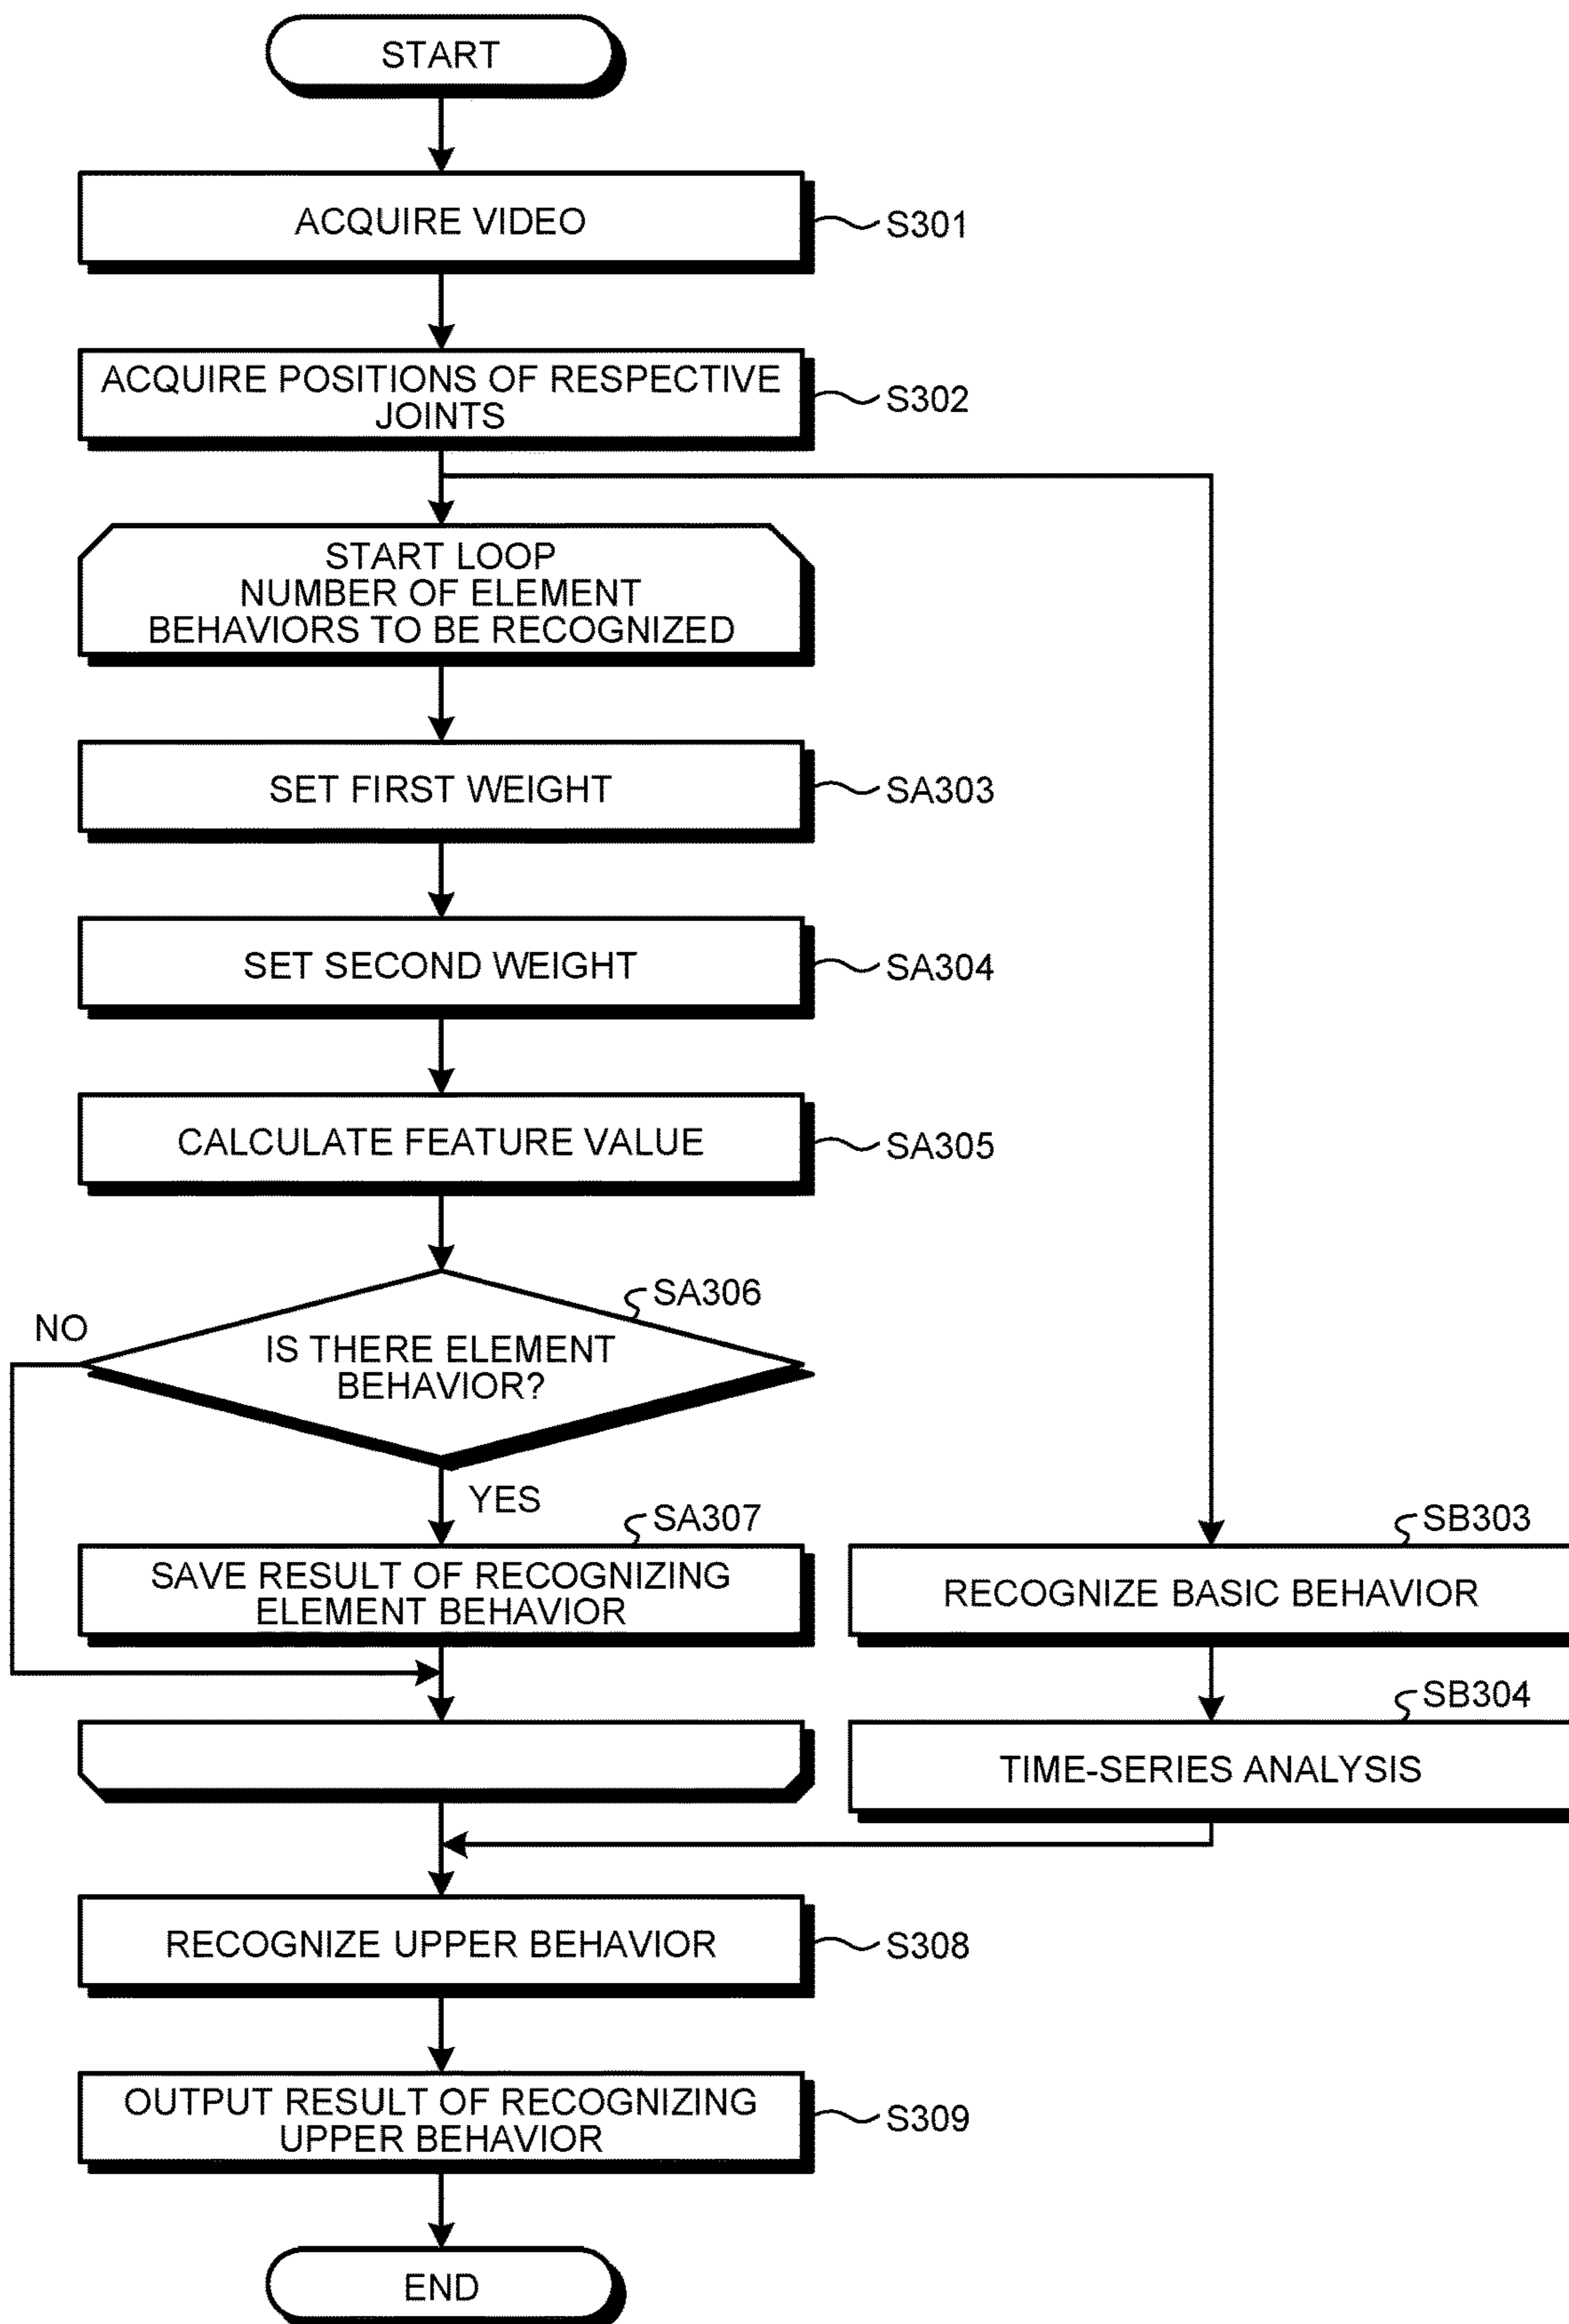 START
ACQUIRE VIDEO
S301
ACQUIRE POSITIONS OF RESPECTIVE
JOINTS
S302
START LOOP
NUMBER OF ELEMENT
BEHAVIORS TO BE RECOGNIZED
SET FIRST WEIGHT
SA303
SET SECOND WEIGHT
SA304
CALCULATE FEATURE VALUE
SA305
SA306
NO
IS THERE ELEMENT
BEHAVIOR?
YES
SA307
SAVE RESULT OF RECOGNIZING
ELEMENT BEHAVIOR
SB303
RECOGNIZE BASIC BEHAVIOR
SB304
TIME-SERIES ANALYSIS
RECOGNIZE UPPER BEHAVIOR
S308
OUTPUT RESULT OF RECOGNIZING
UPPER BEHAVIOR
S309
END